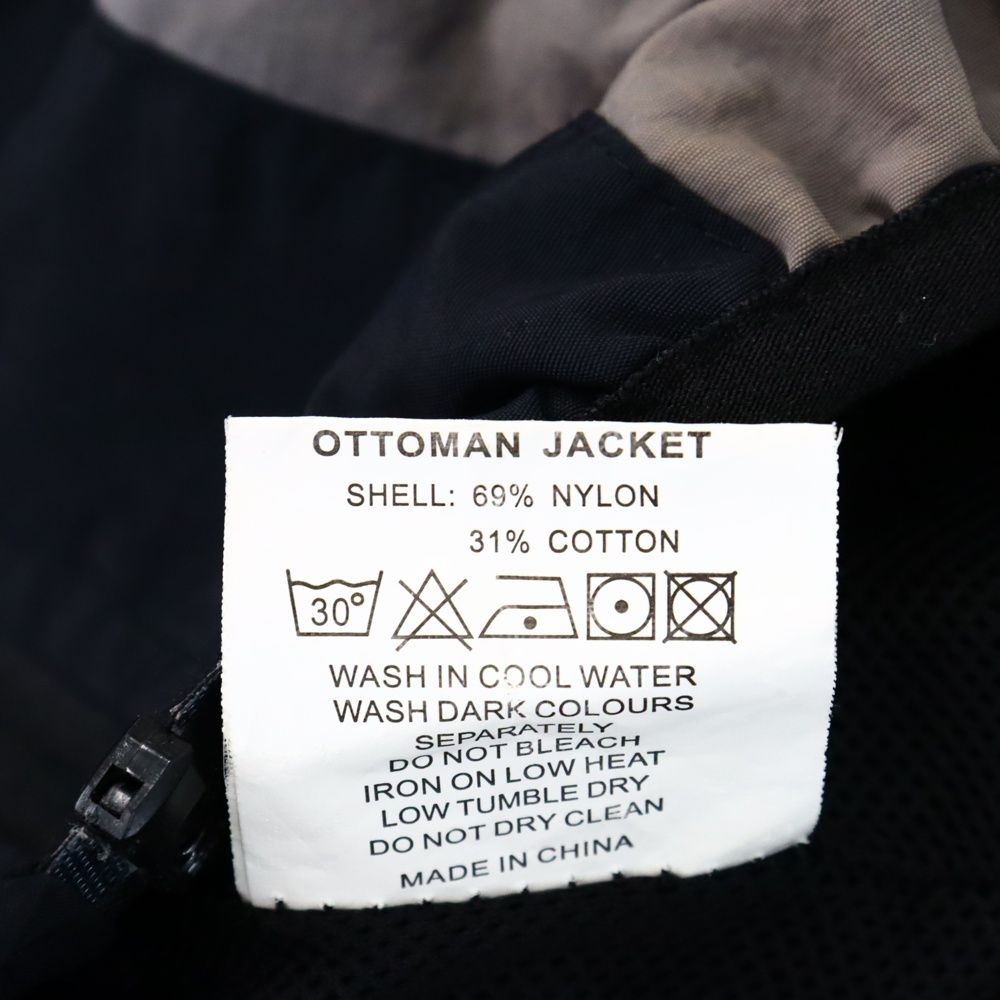 OTTOMAN JACKET
SHELL: 69% NYLON
31% COTTON
30°
WASH IN COOL WATER
WASH DARK COLOURS
SEPARATELY
DO NOT BLEACH
IRON ON LOW HEAT
LOW TUMBLE DRY
DO NOT DRY CLEAN
MADE IN CHINA